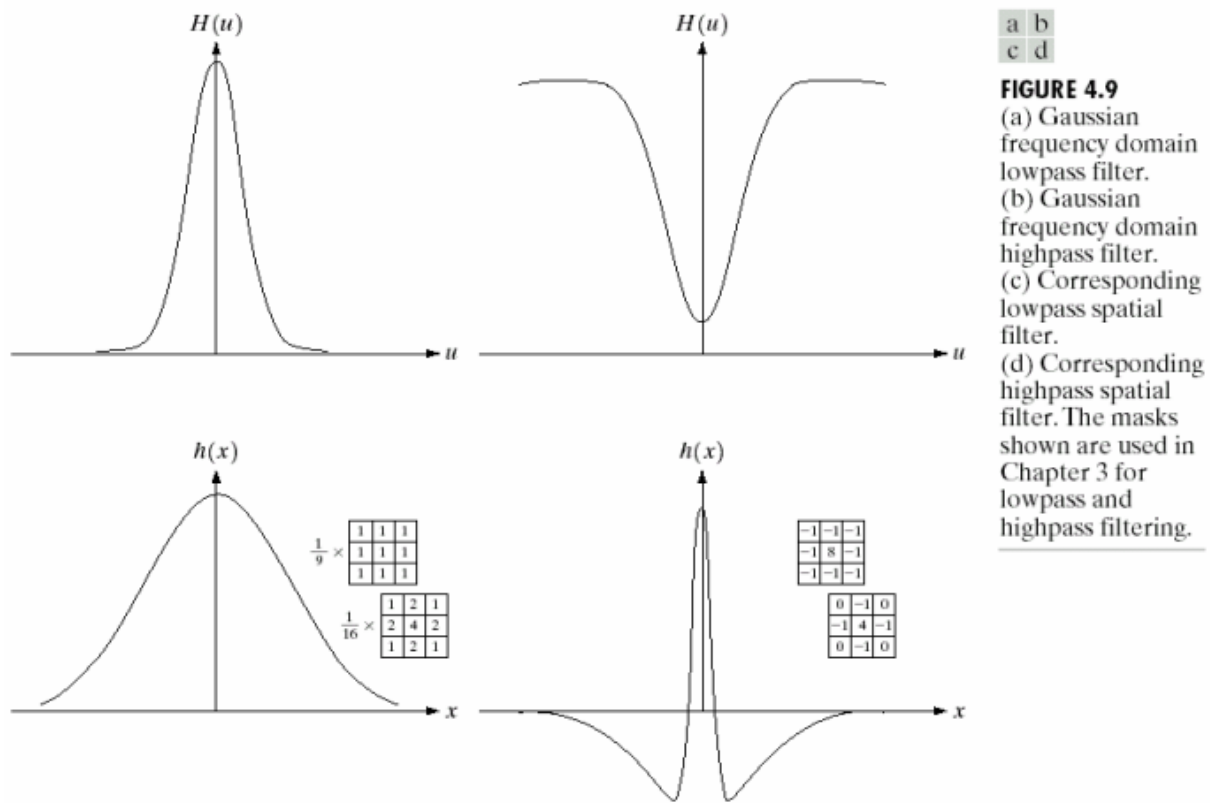 H(u)
u
H(u)
u
h(x)
1/9 ×
1 1 1
1 1 1
1 1 1
1/16 ×
1 2 1
2 4 2
1 2 1
x
h(x)
−1 −1 −1
−1 8 −1
−1 −1 −1
0 −1 0
−1 4 −1
0 −1 0
x
a b
c d
FIGURE 4.9
(a) Gaussian
frequency domain
lowpass filter.
(b) Gaussian
frequency domain
highpass filter.
(c) Corresponding
lowpass spatial
filter.
(d) Corresponding
highpass spatial
filter. The masks
shown are used in
Chapter 3 for
lowpass and
highpass filtering.